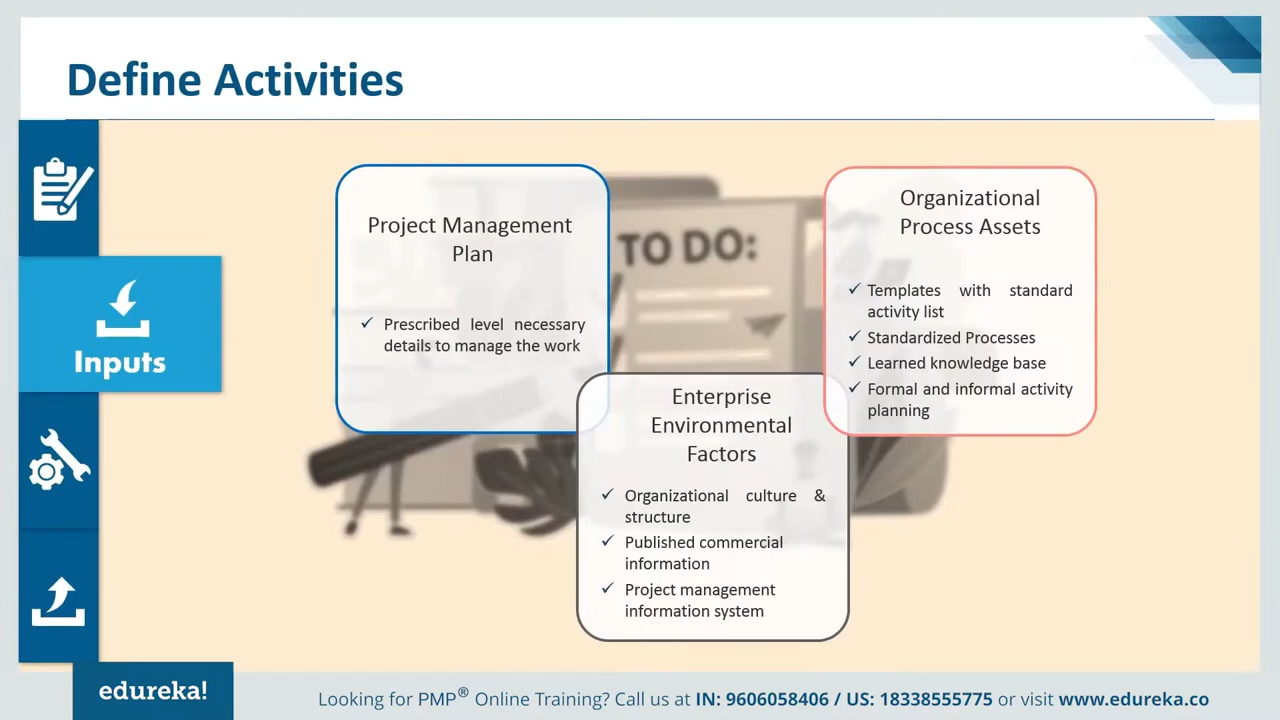 Define Activities
Inputs
Project Management
Plan
✓ Prescribed level necessary
details to manage the work
TO DO:
Organizational
Process Assets
✓ Templates with standard
activity list
✓ Standardized Processes
✓ Learned knowledge base
✓ Formal and informal activity
planning
Enterprise
Environmental
Factors
✓ Organizational culture &
structure
✓ Published commercial
information
✓ Project management
information system
edureka!
Looking for PMP® Online Training? Call us at IN: 9606058406 / US: 18338555775 or visit www.edureka.co